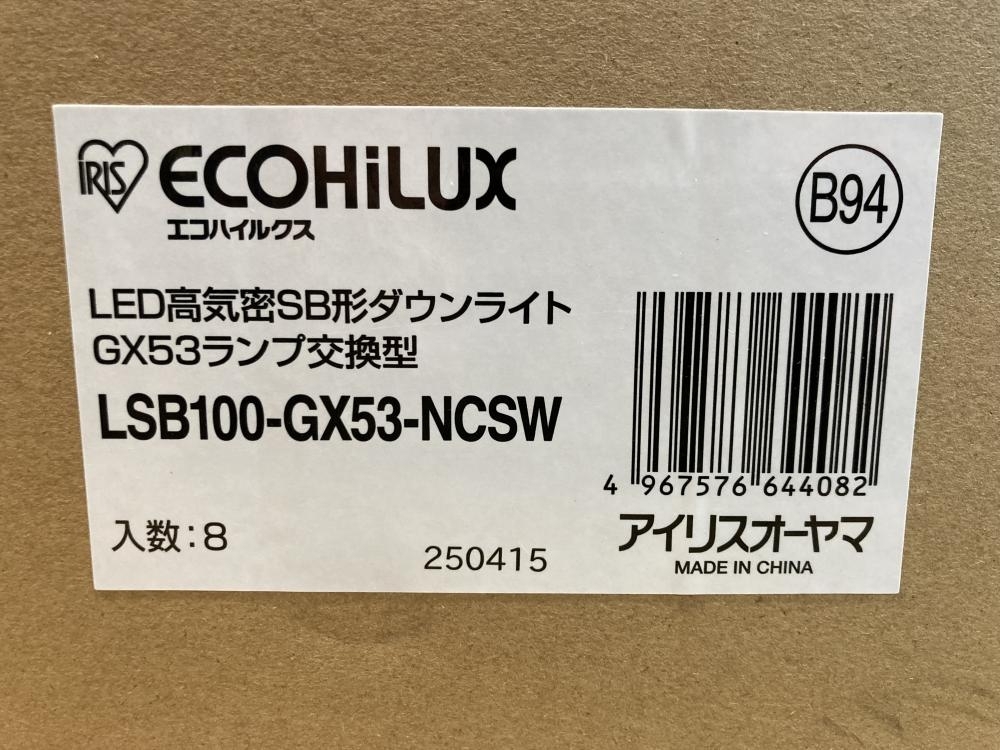 IRIS ECOHiLUX
エコハイルクス
B94
LED高気密SB形ダウンライト
GX53ランプ交換型
LSB100-GX53-NCSW
4 967576 644082
入数:8
250415
アイリスオーヤマ
MADE IN CHINA